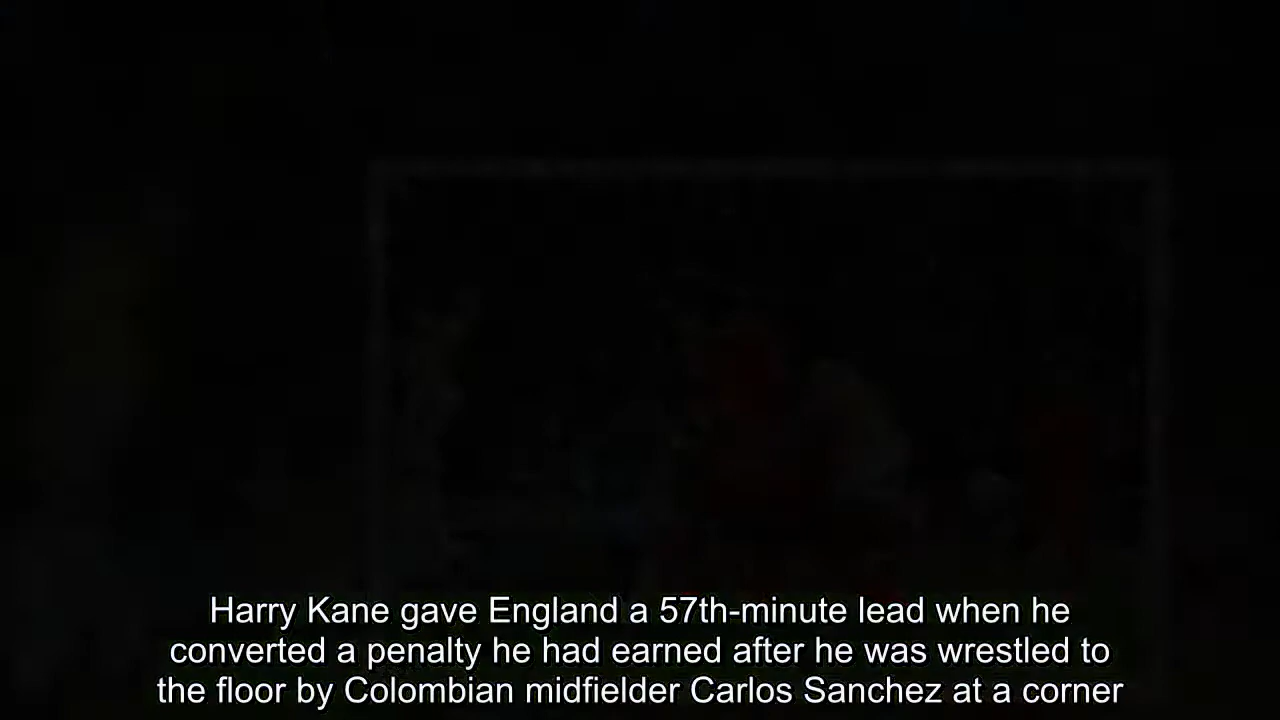 Harry Kane gave England a 57th-minute lead when he
converted a penalty he had earned after he was wrestled to
the floor by Colombian midfielder Carlos Sanchez at a corner